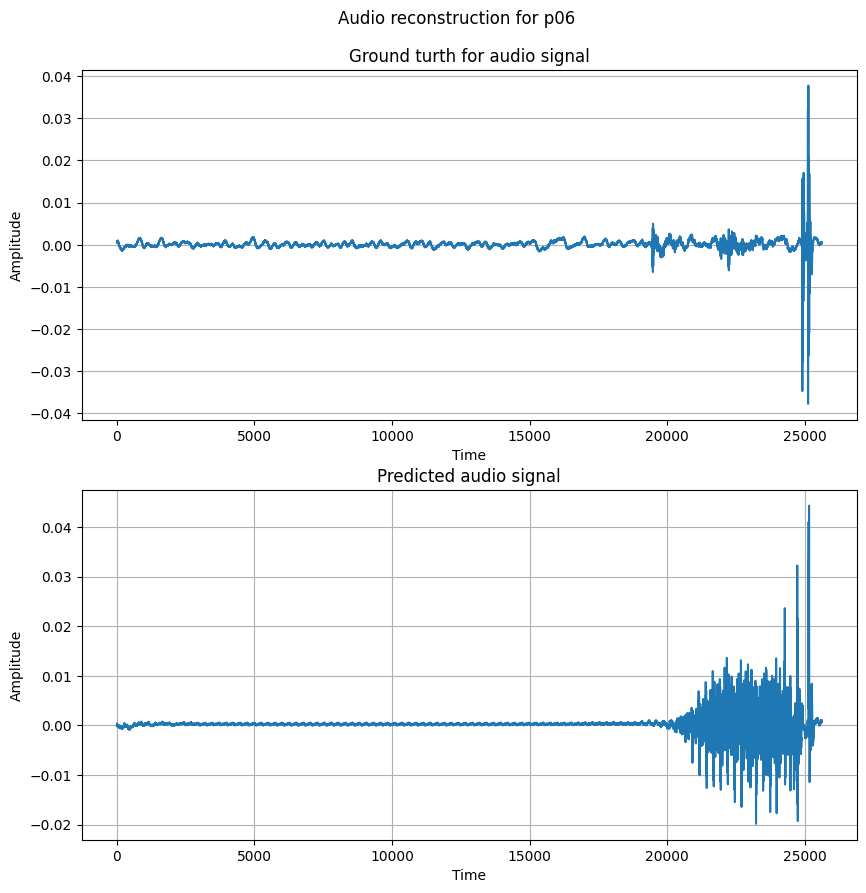 Audio reconstruction for p06
Ground turth for audio signal
0.04
0.03
0.02
0.01
0.00
−0.01
−0.02
−0.03
−0.04
Amplitude
0 5000 10000 15000 20000 25000
Time
Predicted audio signal
0.04
0.03
0.02
0.01
0.00
−0.01
−0.02
Amplitude
0 5000 10000 15000 20000 25000
Time